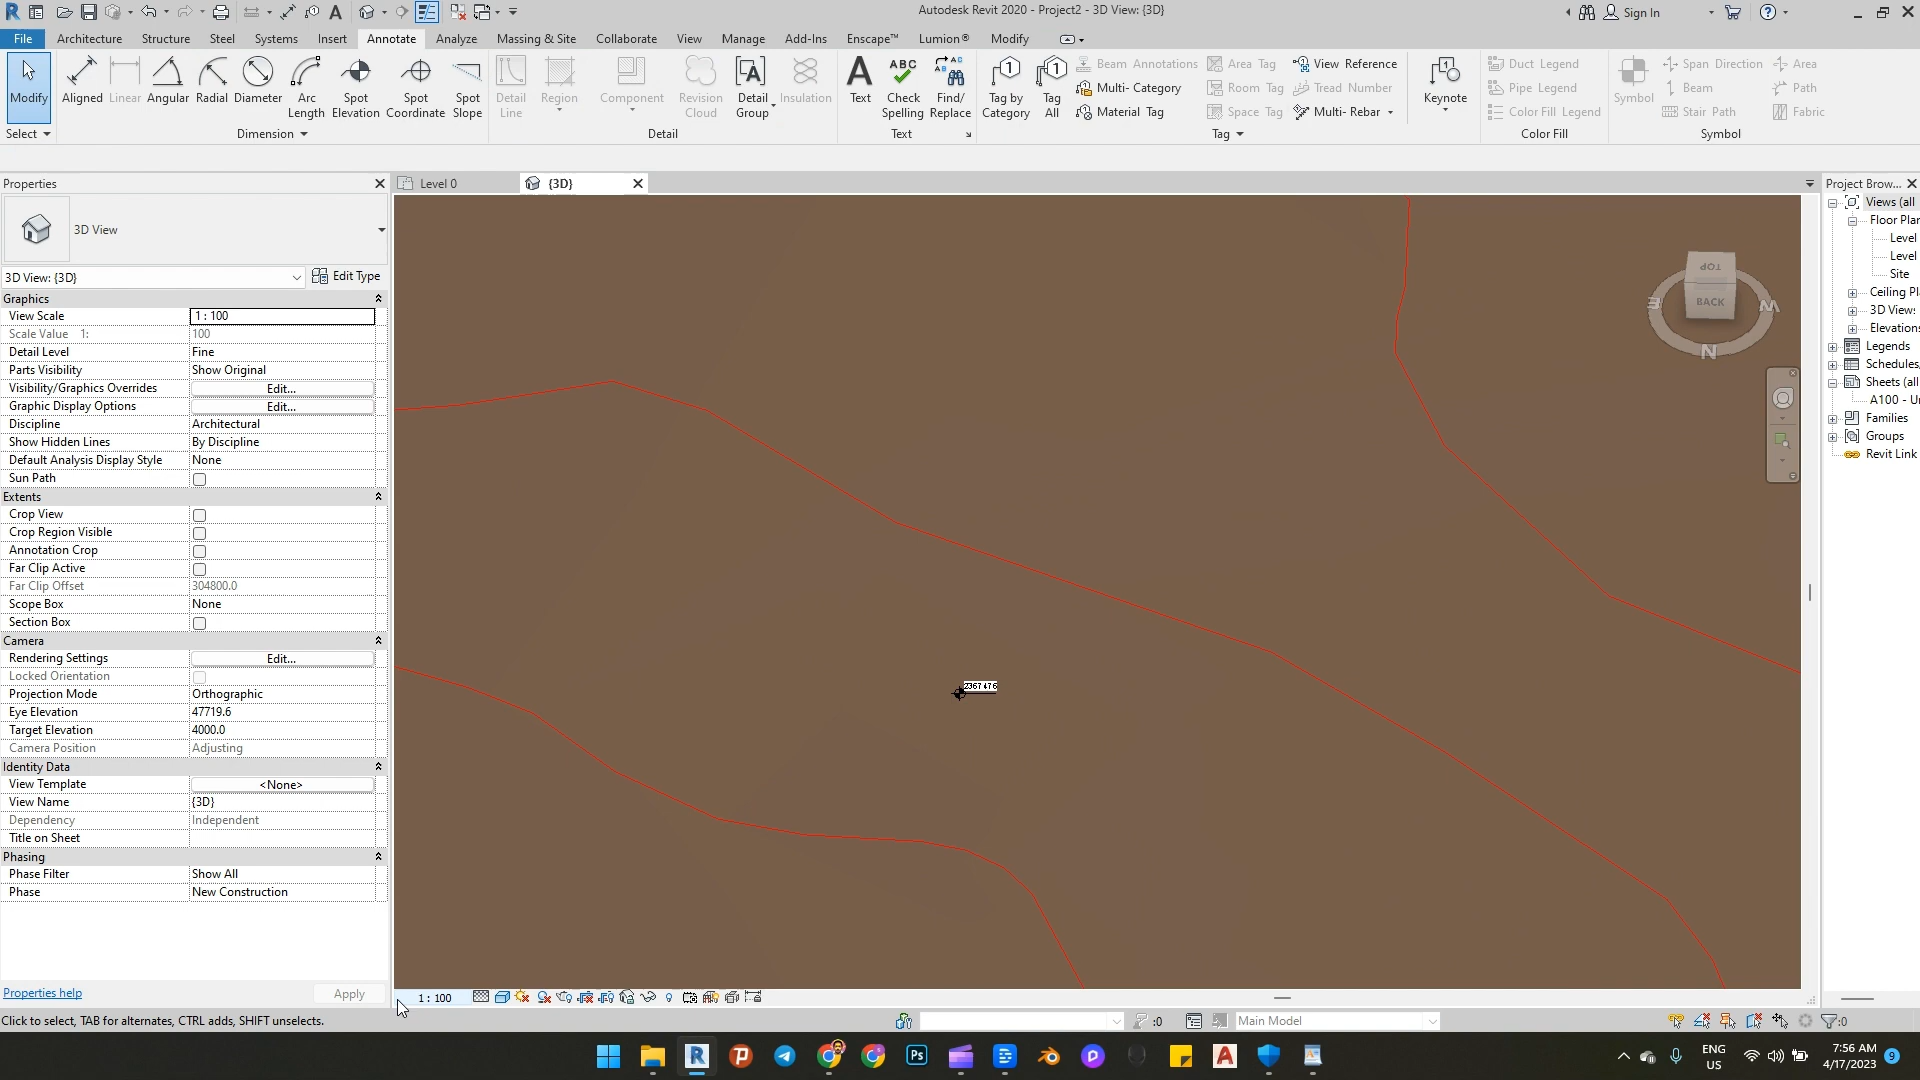 Autodesk Revit 2020 - Project2 - 3D View: {3D}
Sign In
File Architecture Structure Steel Systems Insert Annotate Analyze Massing & Site Collaborate View Manage Add-Ins Enscape™ Lumion® Modify
Modify
Aligned Linear Angular Radial Diameter Arc Length Spot Elevation Spot Coordinate Spot Slope
Detail Line Region Component Revision Cloud Detail Group Insulation
Text Check Spelling Find/ Replace
Tag by Category Tag All
Beam Annotations Area Tag View Reference
Multi- Category Room Tag Tread Number
Material Tag Space Tag Multi- Rebar
Keynote
Duct Legend
Pipe Legend
Color Fill Legend
Symbol
Span Direction Area
Beam Path
Stair Path Fabric
Select Dimension Detail Text Tag Color Fill Symbol
Properties
Level 0
{3D}
Project Brow...
3D View
3D View: {3D} Edit Type
Graphics
View Scale 1 : 100
Scale Value 1: 100
Detail Level Fine
Parts Visibility Show Original
Visibility/Graphics Overrides Edit...
Graphic Display Options Edit...
Discipline Architectural
Show Hidden Lines By Discipline
Default Analysis Display Style None
Sun Path
Extents
Crop View
Crop Region Visible
Annotation Crop
Far Clip Active
Far Clip Offset 304800.0
Scope Box None
Section Box
Camera
Rendering Settings Edit...
Locked Orientation
Projection Mode Orthographic
Eye Elevation 47719.6
Target Elevation 4000.0
Camera Position Adjusting
Identity Data
View Template <None>
View Name {3D}
Dependency Independent
Title on Sheet
Phasing
Phase Filter Show All
Phase New Construction
Properties help Apply
TOP
BACK
E
W
N
2367476
Views (all
Floor Plan
Level
Level
Site
Ceiling Pl
3D Views
Elevations
Legends
Schedules,
Sheets (all
A100 - Un
Families
Groups
Revit Link
1 : 100
Click to select, TAB for alternates, CTRL adds, SHIFT unselects.
:0
Main Model
:0
Ps
ENG
US
7:56 AM
4/17/2023
9